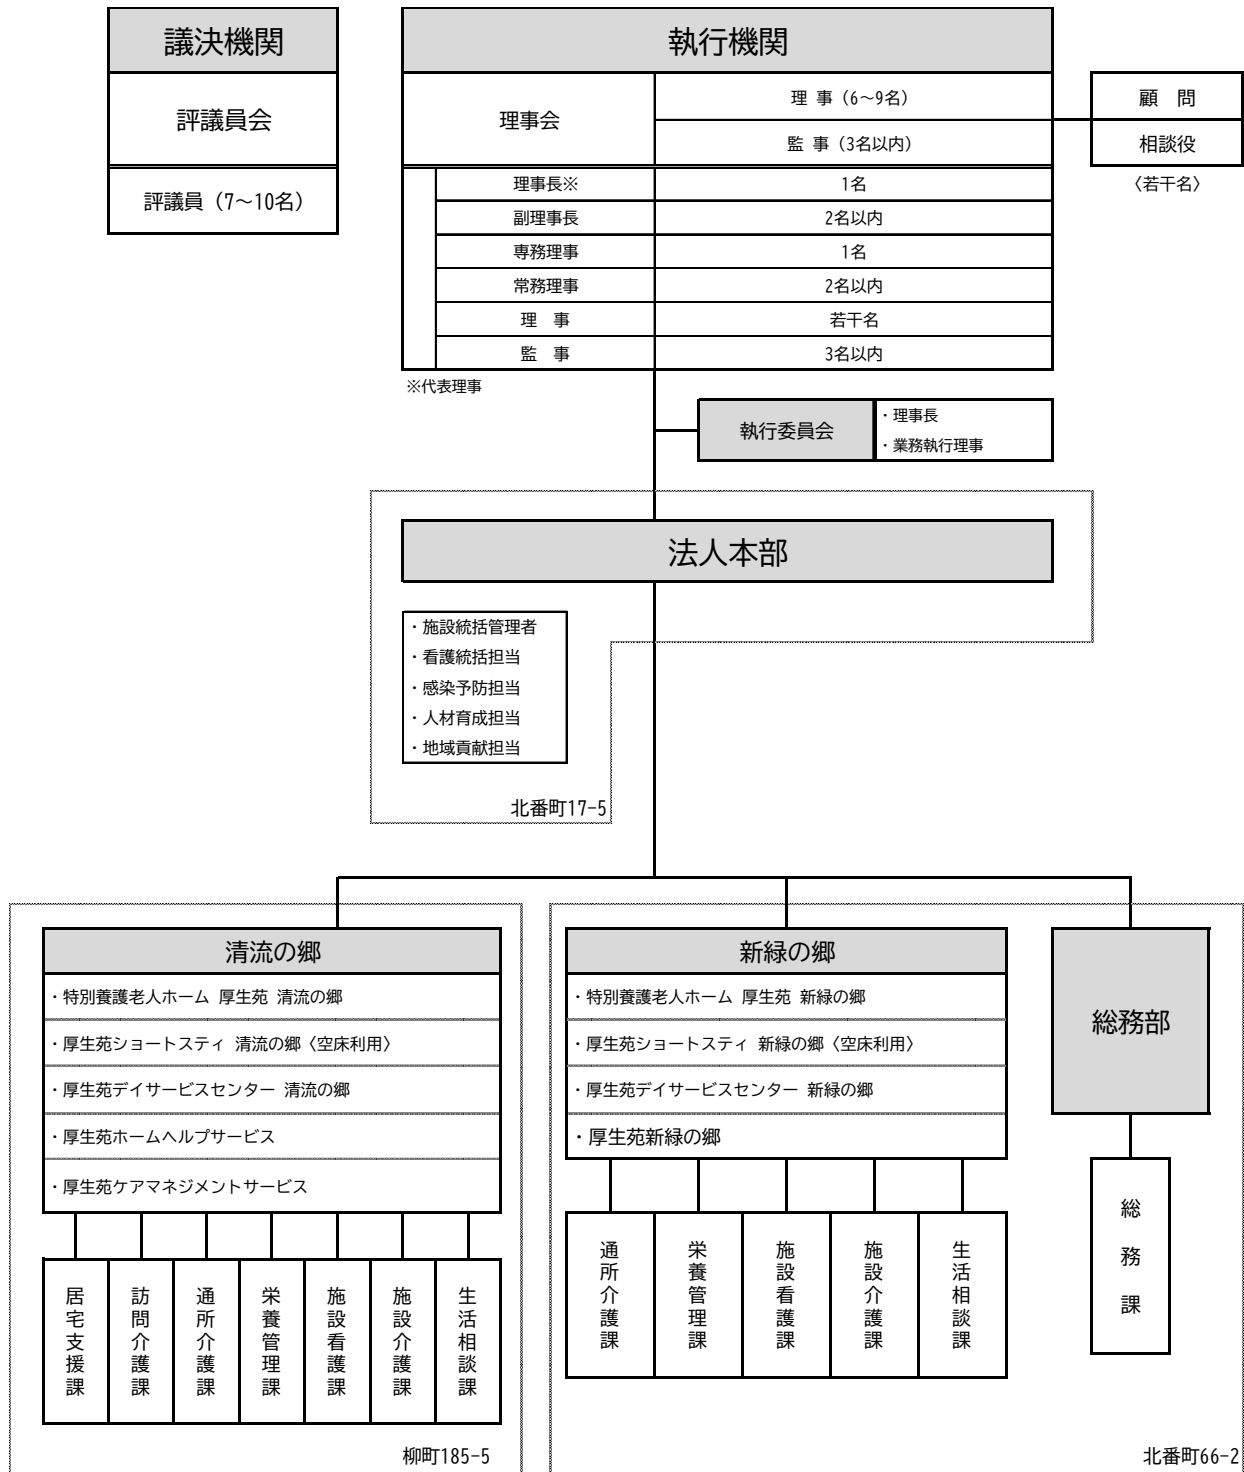 議決機関
評議員会
評議員（7～10名）
執行機関
理事会
理 事（6～9名）
監 事（3名以内）
理事長※
1名
副理事長
2名以内
専務理事
1名
常務理事
2名以内
理　事
若干名
監　事
3名以内
※代表理事
顧　問
相談役
〈若干名〉
執行委員会
・理事長
・業務執行理事
法人本部
・施設統括管理者
・看護統括担当
・感染予防担当
・人材育成担当
・地域貢献担当
北番町17-5
清流の郷
・特別養護老人ホーム 厚生苑 清流の郷
・厚生苑ショートスティ 清流の郷〈空床利用〉
・厚生苑デイサービスセンター 清流の郷
・厚生苑ホームヘルプサービス
・厚生苑ケアマネジメントサービス
居宅支援課
訪問介護課
通所介護課
栄養管理課
施設看護課
施設介護課
生活相談課
柳町185-5
新緑の郷
・特別養護老人ホーム 厚生苑 新緑の郷
・厚生苑ショートスティ 新緑の郷〈空床利用〉
・厚生苑デイサービスセンター 新緑の郷
・厚生苑新緑の郷
通所介護課
栄養管理課
施設看護課
施設介護課
生活相談課
総務部
総務課
北番町66-2